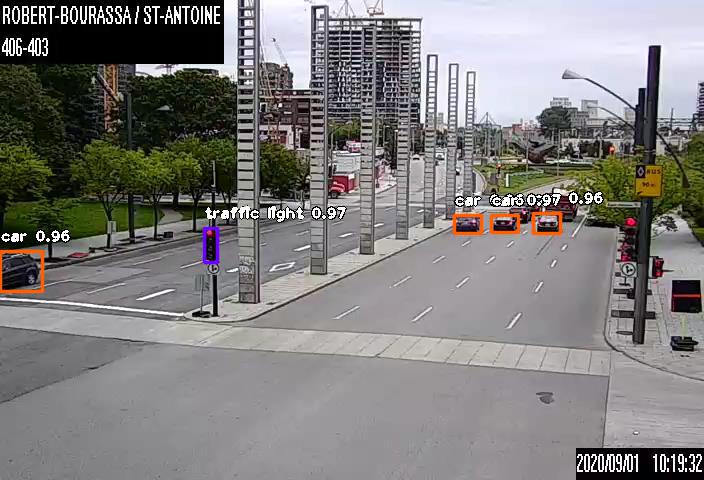 ROBERT-BOURASSA / ST-ANTOINE
406-403
car 0.96
traffic light 0.97
car
0.97
0.96
BUS
2020/09/01 10:19:32